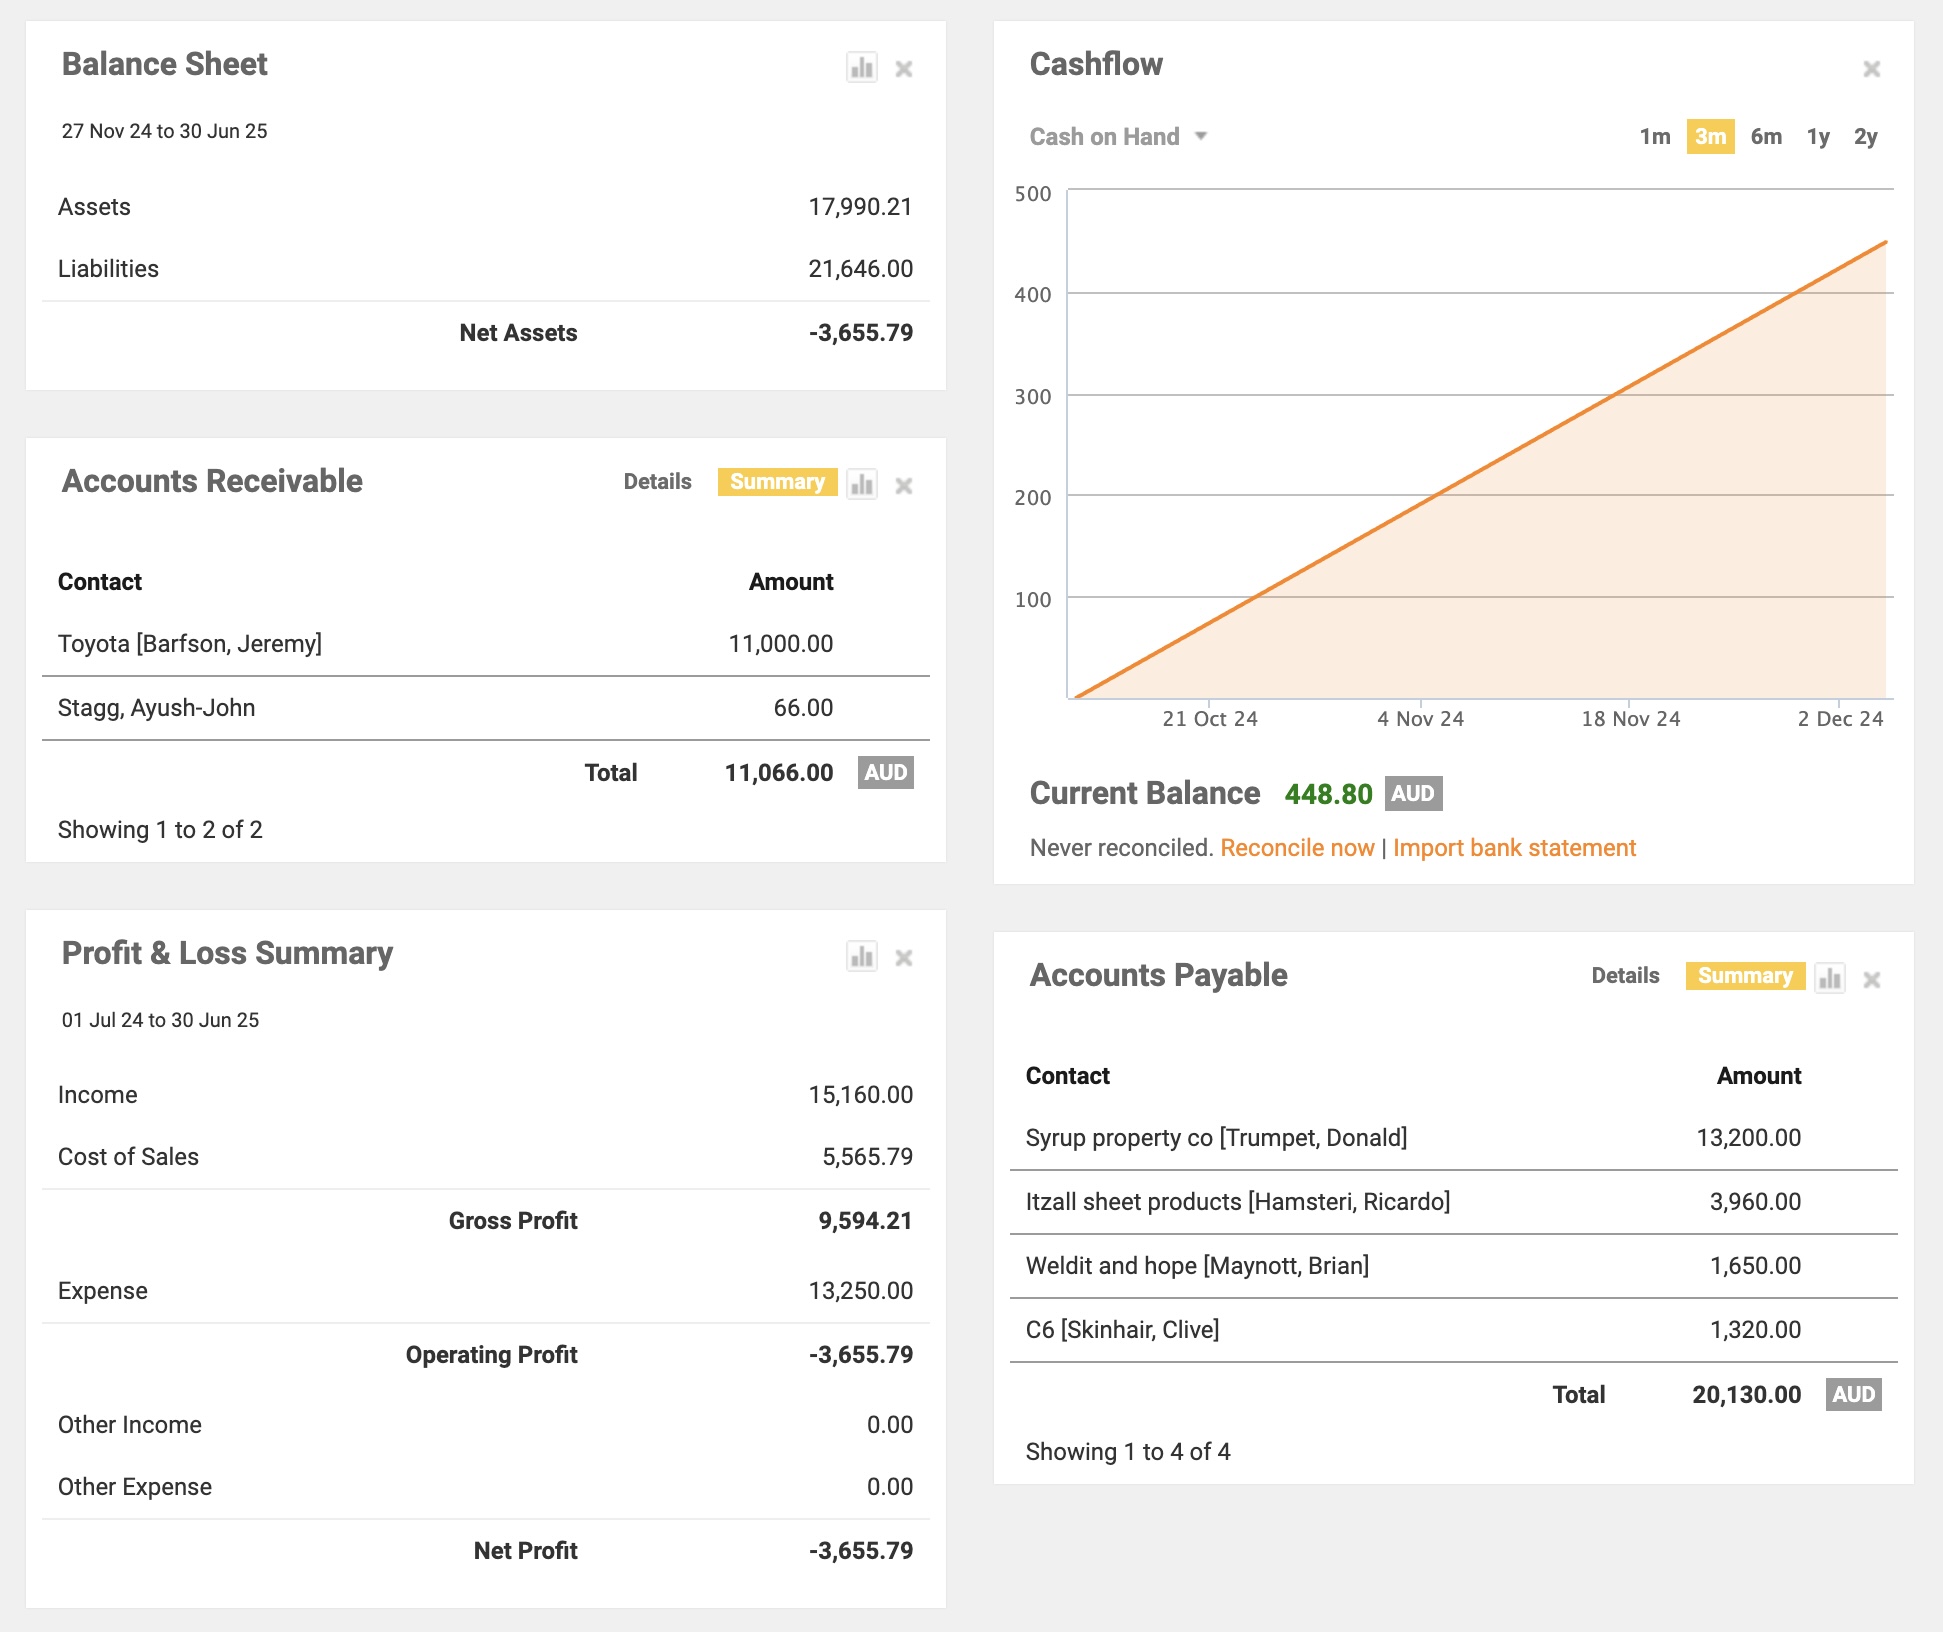 Balance Sheet
27 Nov 24 to 30 Jun 25
Assets 17,990.21
Liabilities 21,646.00
Net Assets -3,655.79
Accounts Receivable Details Summary
Contact Amount
Toyota [Barfson, Jeremy] 11,000.00
Stagg, Ayush-John 66.00
Total 11,066.00 AUD
Showing 1 to 2 of 2
Profit & Loss Summary
01 Jul 24 to 30 Jun 25
Income 15,160.00
Cost of Sales 5,565.79
Gross Profit 9,594.21
Expense 13,250.00
Operating Profit -3,655.79
Other Income 0.00
Other Expense 0.00
Net Profit -3,655.79
Cashflow
Cash on Hand 1m 3m 6m 1y 2y
500
400
300
200
100
21 Oct 24 4 Nov 24 18 Nov 24 2 Dec 24
Current Balance 448.80 AUD
Never reconciled. Reconcile now | Import bank statement
Accounts Payable Details Summary
Contact Amount
Syrup property co [Trumpet, Donald] 13,200.00
Itzall sheet products [Hamsteri, Ricardo] 3,960.00
Weldit and hope [Maynott, Brian] 1,650.00
C6 [Skinhair, Clive] 1,320.00
Total 20,130.00 AUD
Showing 1 to 4 of 4